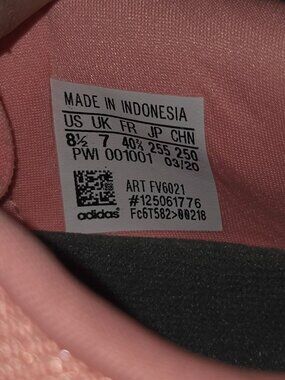 MADE IN INDONESIA
US UK FR JP CHN
8½ 7 40⅔ 255 250
PWI 001001 03/20
ART FV6021
#125061776
Fc6T582>00218
adidas